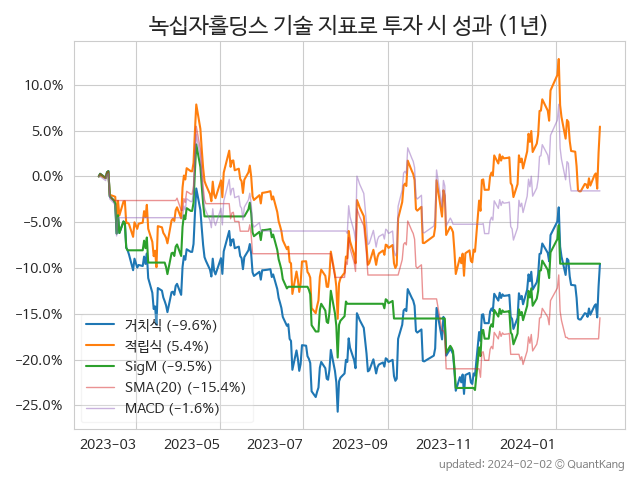 녹십자홀딩스 기술 지표로 투자 시 성과 (1년)
10.0%
5.0%
0.0%
−5.0%
−10.0%
−15.0%
−20.0%
−25.0%
거치식 (−9.6%)
적립식 (5.4%)
SigM (−9.5%)
SMA(20) (−15.4%)
MACD (−1.6%)
2023-03 2023-05 2023-07 2023-09 2023-11 2024-01
updated: 2024-02-02 © QuantKang